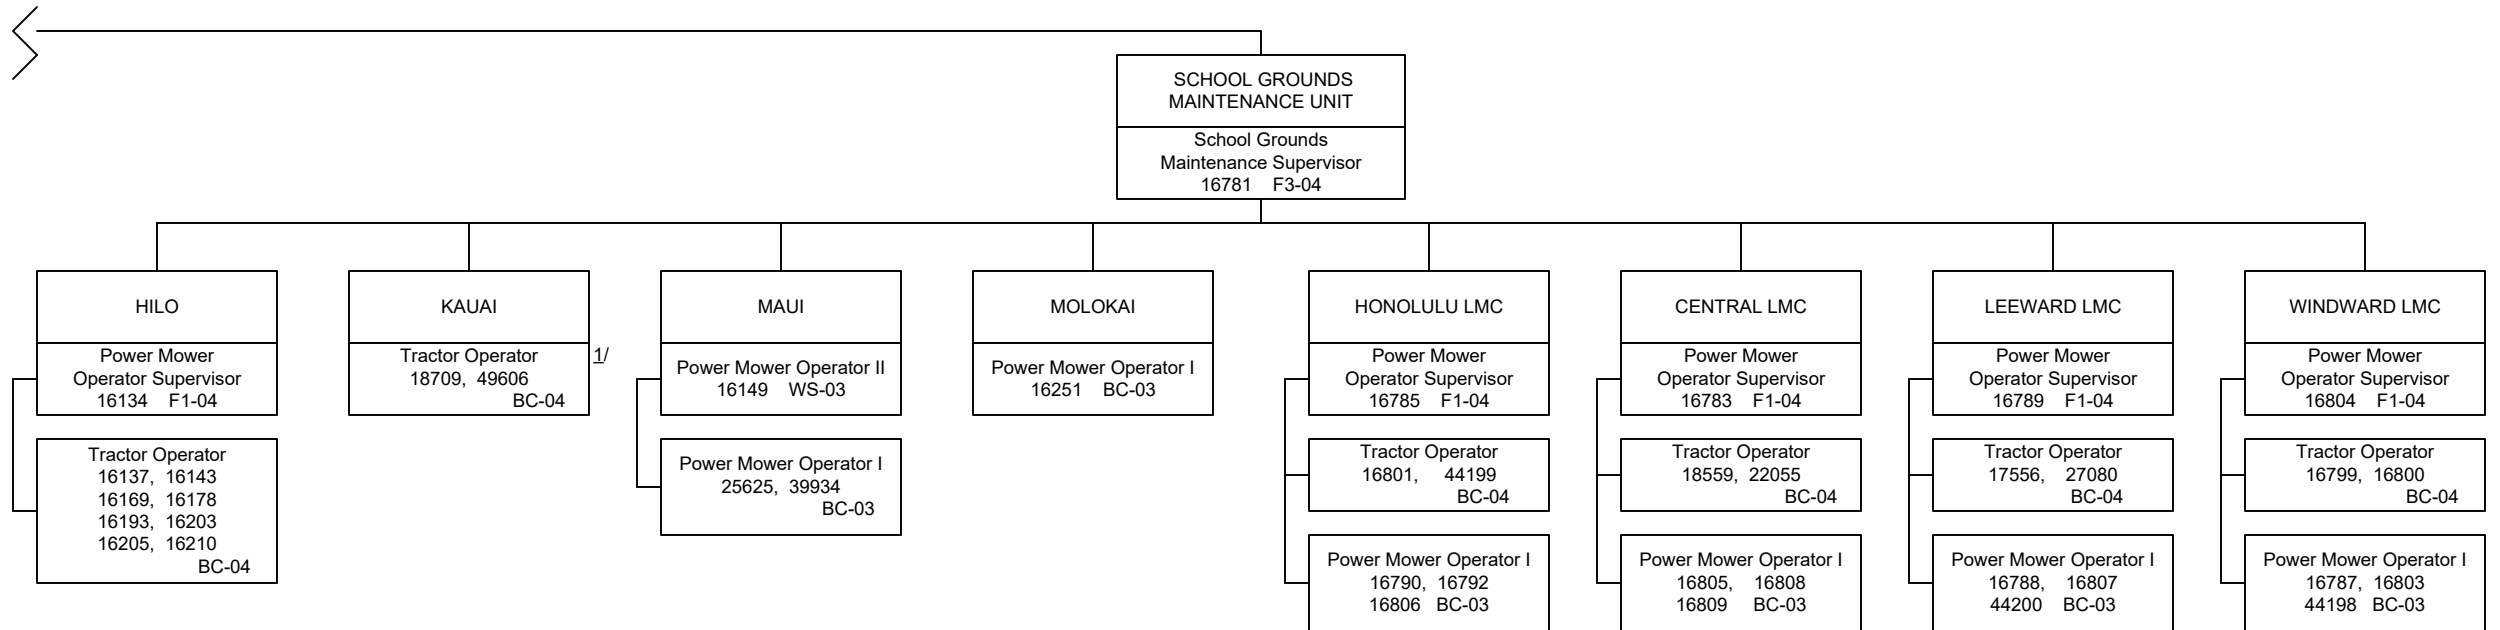 SCHOOL GROUNDS
MAINTENANCE UNIT
School Grounds
Maintenance Supervisor
16781 F3-04
HILO
Power Mower
Operator Supervisor
16134 F1-04
Tractor Operator
16137, 16143
16169, 16178
16193, 16203
16205, 16210
BC-04
KAUAI
Tractor Operator
18709, 49606
BC-04
1/
MAUI
Power Mower Operator II
16149 WS-03
Power Mower Operator I
25625, 39934
BC-03
MOLOKAI
Power Mower Operator I
16251 BC-03
HONOLULU LMC
Power Mower
Operator Supervisor
16785 F1-04
Tractor Operator
16801, 44199
BC-04
Power Mower Operator I
16790, 16792
16806 BC-03
CENTRAL LMC
Power Mower
Operator Supervisor
16783 F1-04
Tractor Operator
18559, 22055
BC-04
Power Mower Operator I
16805, 16808
16809 BC-03
LEEWARD LMC
Power Mower
Operator Supervisor
16789 F1-04
Tractor Operator
17556, 27080
BC-04
Power Mower Operator I
16788, 16807
44200 BC-03
WINDWARD LMC
Power Mower
Operator Supervisor
16804 F1-04
Tractor Operator
16799, 16800
BC-04
Power Mower Operator I
16787, 16803
44198 BC-03